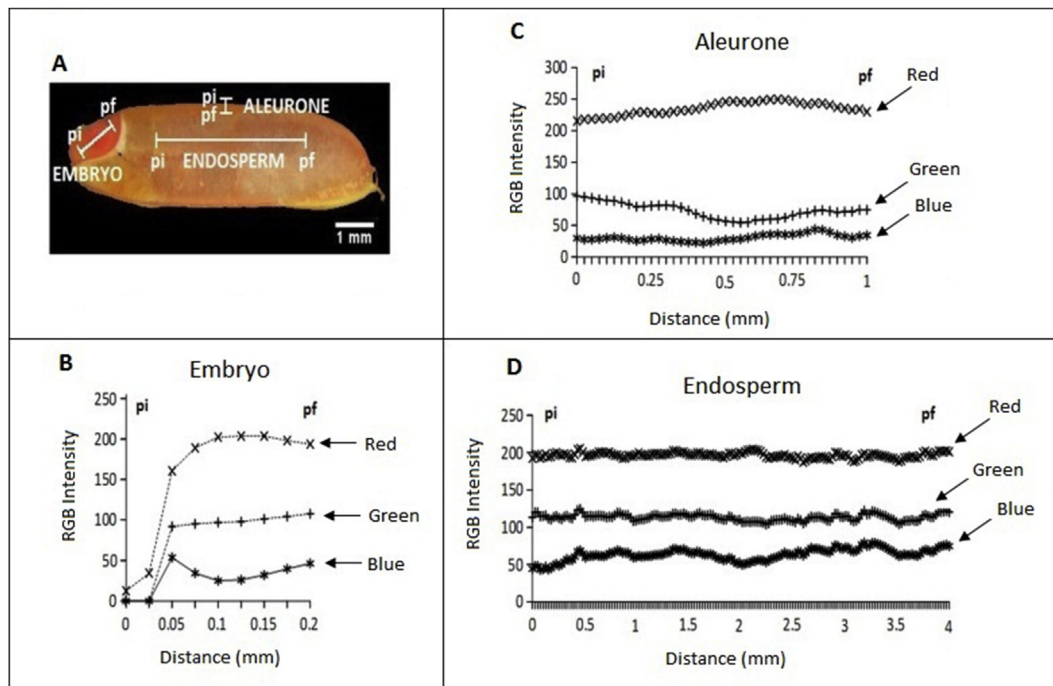 A
pi
pf
ALEURONE
pf
pi
EMBRYO
pi ENDOSPERM pf
1 mm
C
Aleurone
RGB Intensity
300
250
200
150
100
50
0
pi
pf
Red
Green
Blue
0 0.25 0.5 0.75 1
Distance (mm)
B
Embryo
RGB Intensity
250
200
150
100
50
0
pi
pf
Red
Green
Blue
0 0.05 0.1 0.15 0.2
Distance (mm)
D
Endosperm
RGB Intensity
250
200
150
100
50
0
pi
pf
Red
Green
Blue
0 0.5 1 1.5 2 2.5 3 3.5 4
Distance (mm)